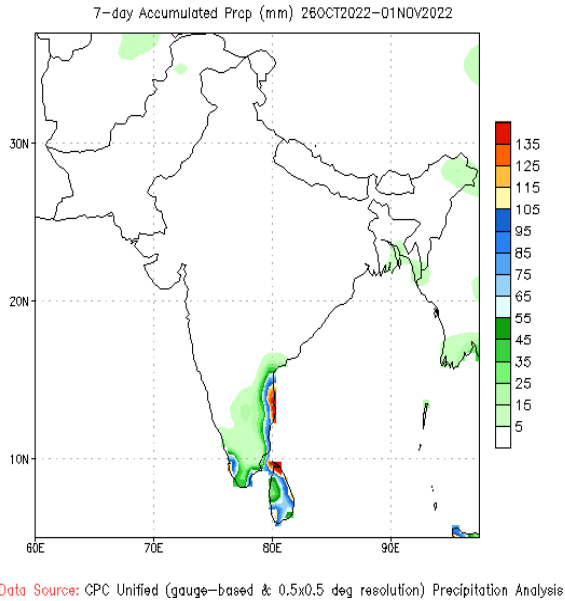 7-day Accumulated Prcp (mm) 26OCT2022-01NOV2022
30N
20N
10N
60E
70E
80E
90E
135
125
115
105
95
85
75
65
55
45
35
25
15
5
Data Source: CPC Unified (gauge-based & 0.5x0.5 deg resolution) Precipitation Analysis